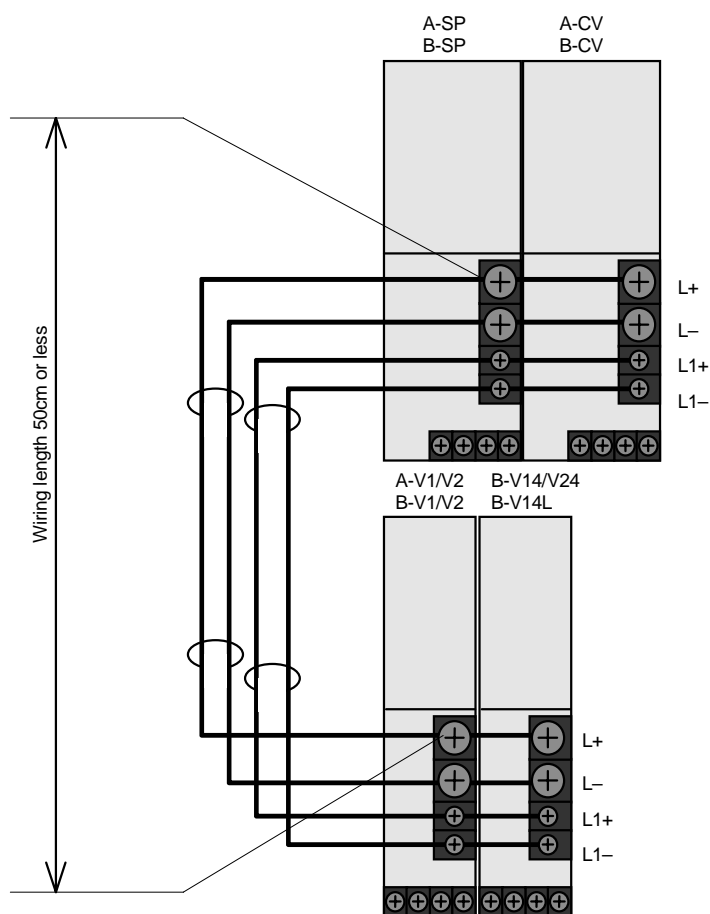 A-SP
B-SP
A-CV
B-CV
L+
L–
L1+
L1–
Wiring length 50cm or less
A-V1/V2
B-V1/V2
B-V14/V24
B-V14L
L+
L–
L1+
L1–